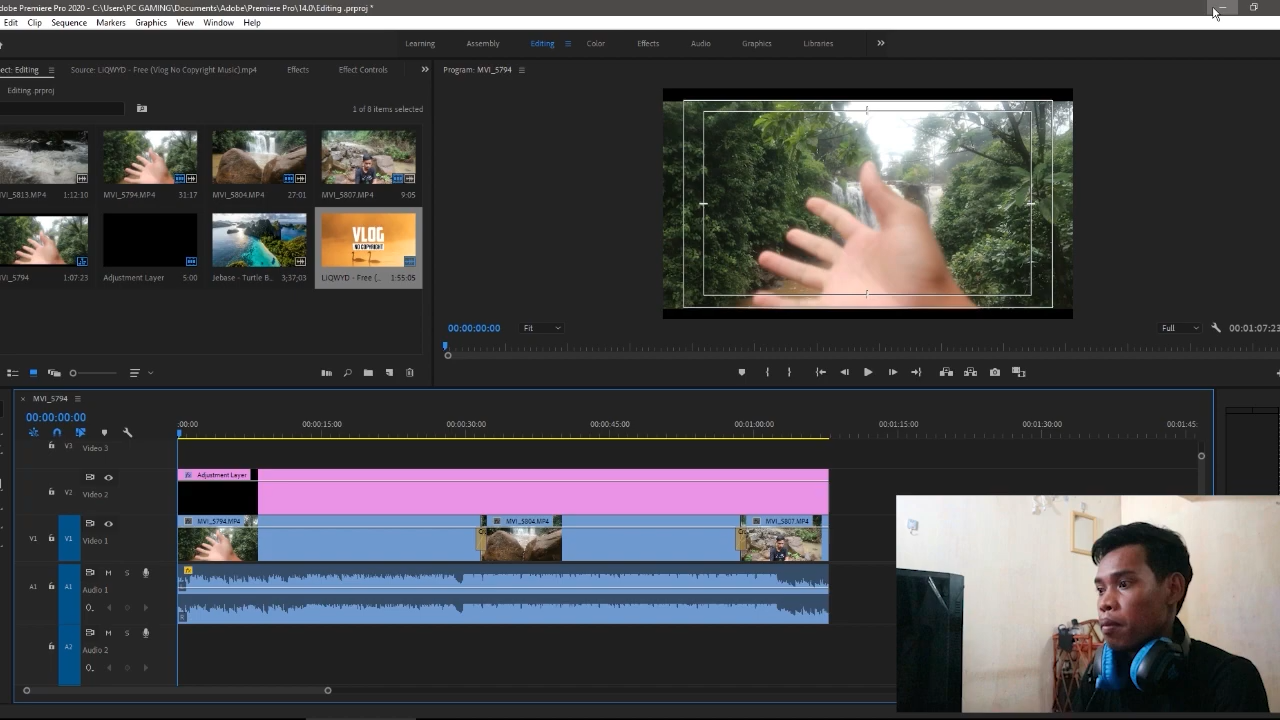 dobe Premiere Pro 2020 - C:\Users\PC GAMING\Documents\Adobe\Premiere Pro\14.0\Editing .prproj *
Edit Clip Sequence Markers Graphics View Window Help
Learning Assembly Editing Color Effects Audio Graphics Libraries
ect: Editing Source: LiQWYD - Free (Vlog No Copyright Music).mp4 Effects Effect Controls
Program: MVI_5794
Editing .prproj
1 of 8 items selected
VI_5813.MP4 1:12:10 MVI_5794.MP4 31:17 MVI_5804.MP4 27:01 MVI_5807.MP4 9:05
VLOG
NO COPYRIGHT
VI_5794 1:07:23 Adjustment Layer 5:00 Jebase - Turtle B... 3;37;03 LiQWYD - Free (... 1:55:05
00:00:00:00 Fit Full 00:01:07:23
MVI_5794
00:00:00:00
:00:00 00:00:15:00 00:00:30:00 00:00:45:00 00:01:00:00 00:01:15:00 00:01:30:00 00:01:45:
V3 Video 3
Adjustment Layer
V2 Video 2
MVI_5794.MP4 MVI_5804.MP4 MVI_5807.MP4
V1 V1 Video 1
A1 A1 M S Audio 1
A2 M S Audio 2